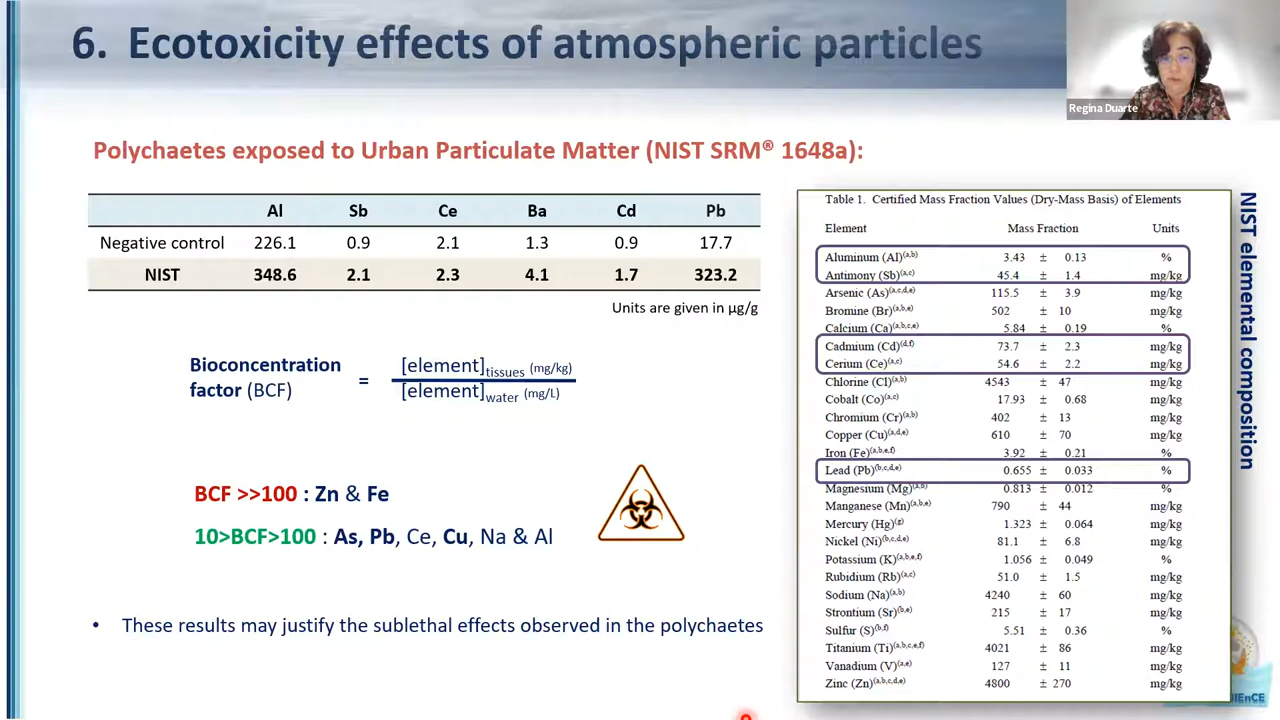 6. Ecotoxicity effects of atmospheric particles
Regina Duarte
Polychaetes exposed to Urban Particulate Matter (NIST SRM® 1648a):
Al Sb Ce Ba Cd Pb
Negative control 226.1 0.9 2.1 1.3 0.9 17.7
NIST 348.6 2.1 2.3 4.1 1.7 323.2
Units are given in µg/g
Bioconcentration factor (BCF) = [element]tissues (mg/kg)
[element]water (mg/L)
BCF >>100 : Zn & Fe
10>BCF>100 : As, Pb, Ce, Cu, Na & Al
• These results may justify the sublethal effects observed in the polychaetes
Table 1. Certified Mass Fraction Values (Dry-Mass Basis) of Elements
Element Mass Fraction Units
Aluminum (Al)(a,b) 3.43 ± 0.13 %
Antimony (Sb)(a,c) 45.4 ± 1.4 mg/kg
Arsenic (As)(a,c,d,e) 115.5 ± 3.9 mg/kg
Bromine (Br)(a,b,e) 502 ± 10 mg/kg
Calcium (Ca)(a,b,c,e) 5.84 ± 0.19 %
Cadmium (Cd)(d,f) 73.7 ± 2.3 mg/kg
Cerium (Ce)(a,c) 54.6 ± 2.2 mg/kg
Chlorine (Cl)(a,b) 4543 ± 47 mg/kg
Cobalt (Co)(a,c) 17.93 ± 0.68 mg/kg
Chromium (Cr)(a,b) 402 ± 13 mg/kg
Copper (Cu)(a,d,e) 610 ± 70 mg/kg
Iron (Fe)(a,b,e,f) 3.92 ± 0.21 %
Lead (Pb)(b,c,d,e) 0.655 ± 0.033 %
Magnesium (Mg)(a,b) 0.813 ± 0.012 %
Manganese (Mn)(a,b,e) 790 ± 44 mg/kg
Mercury (Hg)(g) 1.323 ± 0.064 mg/kg
Nickel (Ni)(b,c,d,e) 81.1 ± 6.8 mg/kg
Potassium (K)(a,b,e,f) 1.056 ± 0.049 %
Rubidium (Rb)(a,c) 51.0 ± 1.5 mg/kg
Sodium (Na)(a,b) 4240 ± 60 mg/kg
Strontium (Sr)(b,e) 215 ± 17 mg/kg
Sulfur (S)(b,f) 5.51 ± 0.36 %
Titanium (Ti)(a,b,c,e,f) 4021 ± 86 mg/kg
Vanadium (V)(a,e) 127 ± 11 mg/kg
Zinc (Zn)(a,b,c,d,e) 4800 ± 270 mg/kg
NIST elemental composition